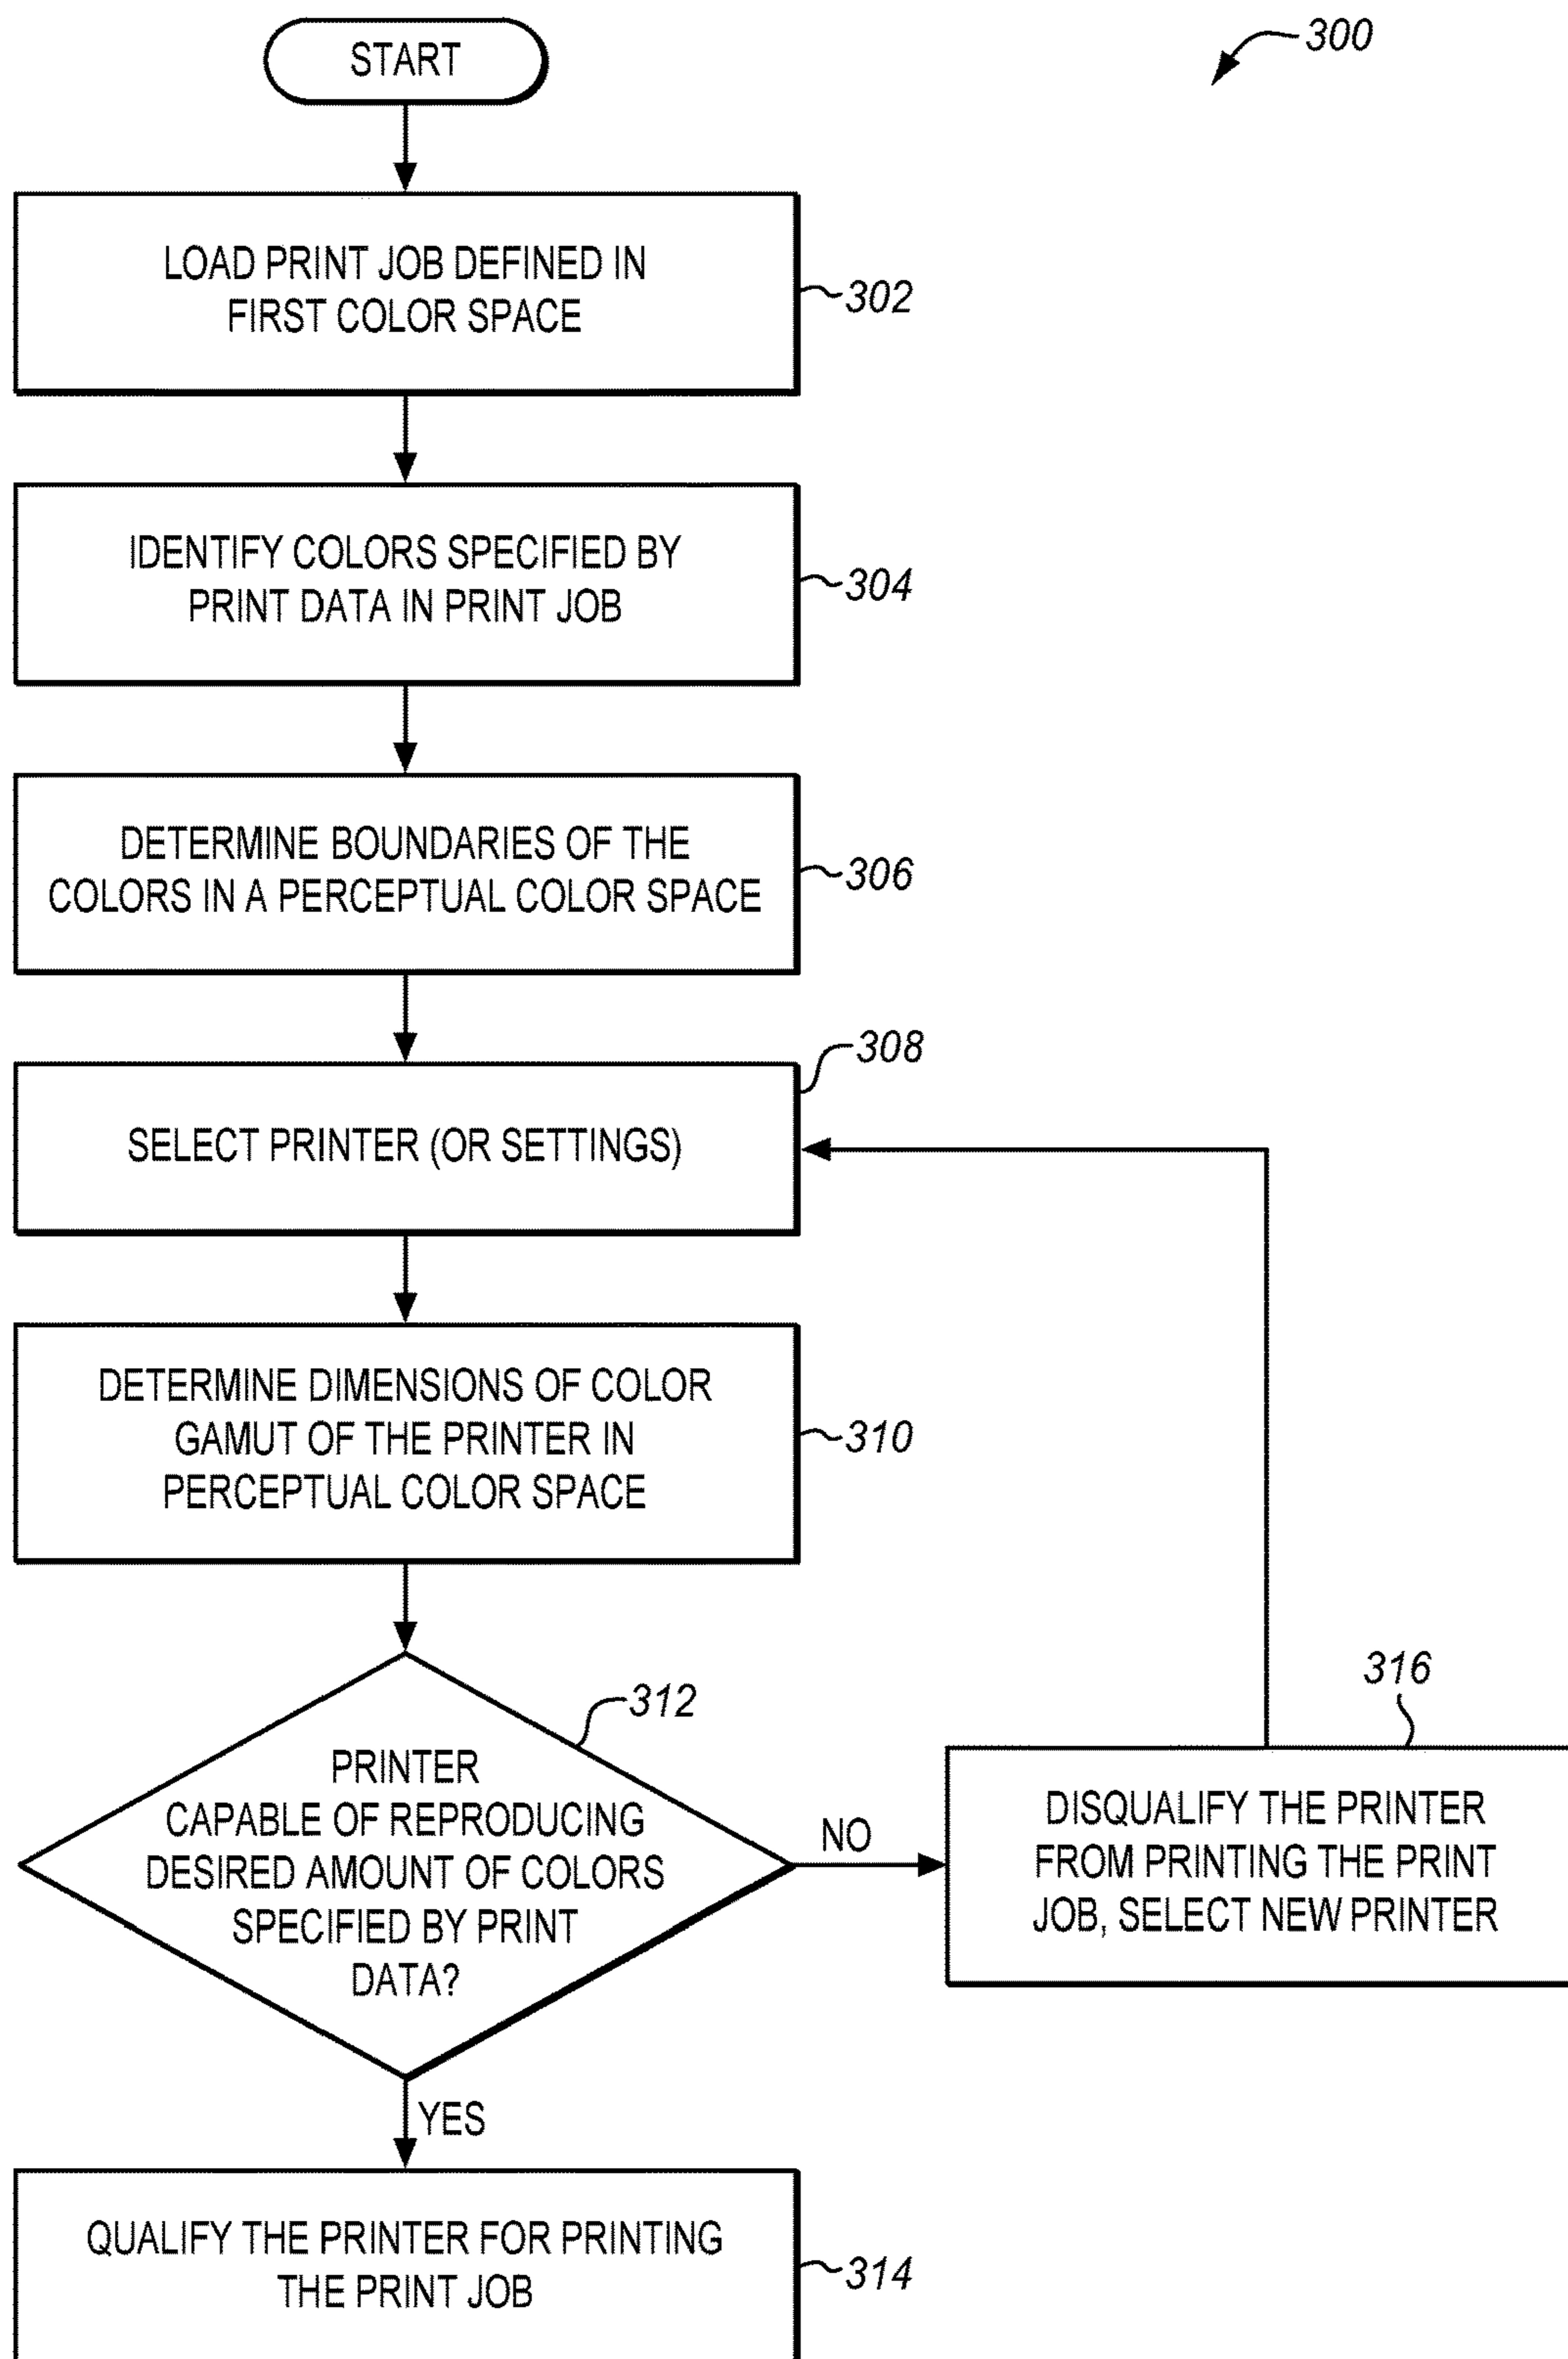 START
300
LOAD PRINT JOB DEFINED IN
FIRST COLOR SPACE
302
IDENTIFY COLORS SPECIFIED BY
PRINT DATA IN PRINT JOB
304
DETERMINE BOUNDARIES OF THE
COLORS IN A PERCEPTUAL COLOR SPACE
306
308
SELECT PRINTER (OR SETTINGS)
DETERMINE DIMENSIONS OF COLOR
GAMUT OF THE PRINTER IN
PERCEPTUAL COLOR SPACE
310
312
PRINTER
CAPABLE OF REPRODUCING
DESIRED AMOUNT OF COLORS
SPECIFIED BY PRINT
DATA?
NO
316
DISQUALIFY THE PRINTER
FROM PRINTING THE PRINT
JOB, SELECT NEW PRINTER
YES
QUALIFY THE PRINTER FOR PRINTING
THE PRINT JOB
314